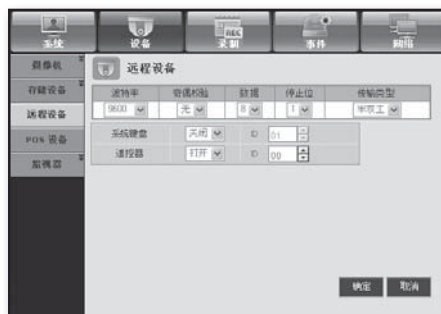 系统 设备 录制 事件 网络
REC
摄像机
存储设备
远程设备
POS 设备
监视器
远程设备
波特率 奇偶校验 数据 停止位 传输类型
9600 无 8 1 半双工
系统键盘 关闭 ID 01
遥控器 打开 ID 00
确定 取消